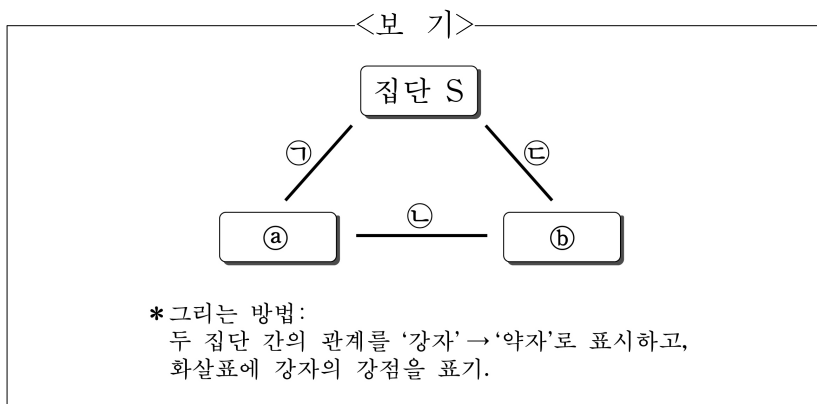 <보 기>
집단 S
㉠ ㉢
㉡
ⓐ ⓑ
*그리는 방법:
두 집단 간의 관계를 ‘강자’→‘약자’로 표시하고,
화살표에 강자의 강점을 표기.